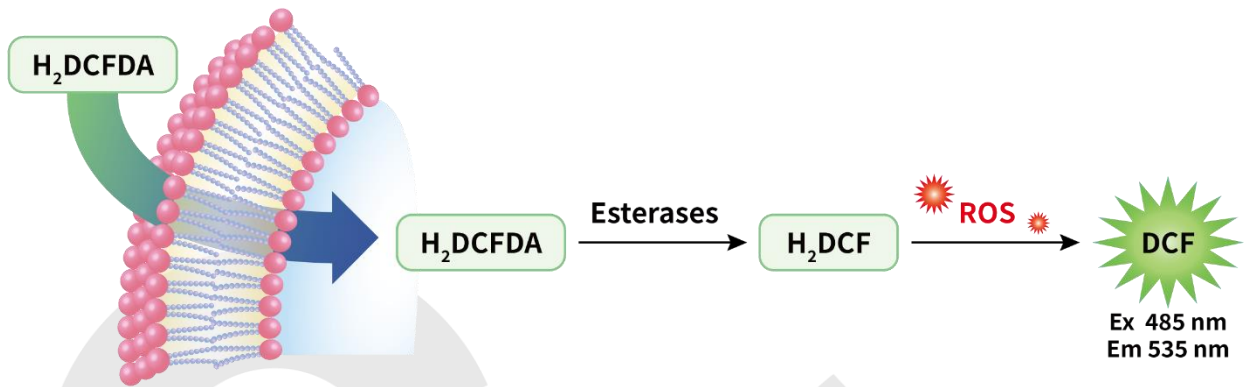 H₂DCFDA
H₂DCFDA
Esterases
H₂DCF
ROS
DCF
Ex 485 nm
Em 535 nm